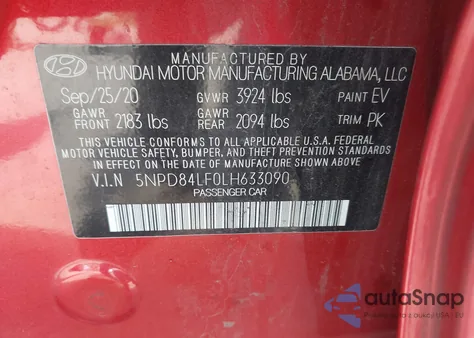 MANUFACTURED BY
HYUNDAI MOTOR MANUFACTURING ALABAMA, LLC
Sep/25/20 GVWR 3924 lbs PAINT EV
GAWR FRONT 2183 lbs GAWR REAR 2094 lbs TRIM PK
THIS VEHICLE CONFORMS TO ALL APPLICABLE U.S.A FEDERAL
MOTOR VEHICLE SAFETY, BUMPER, AND THEFT PREVENTION
STANDARDS IN EFFECT ON THE DATE OF MANUFACTURE SHOWN ABOVE.
V.I.N 5NPD84LF0LH633090
PASSENGER CAR
autoSnap